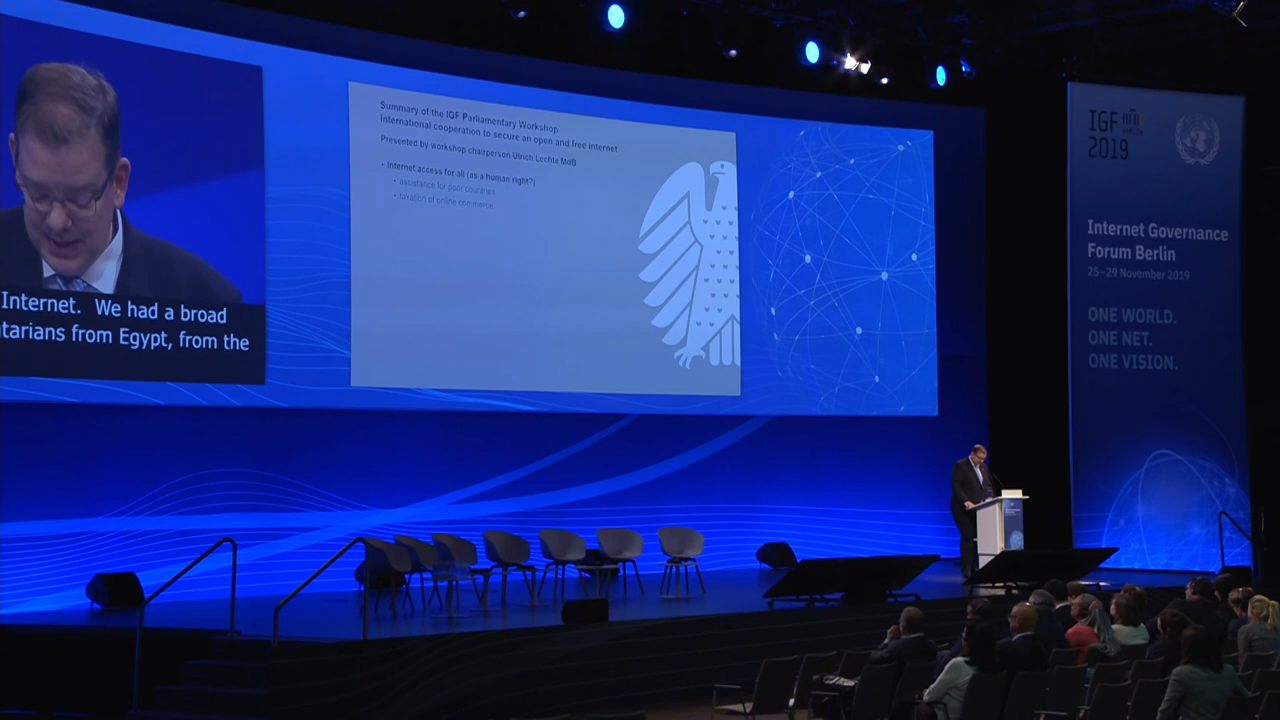 Internet. We had a broad
tarians from Egypt, from the
Summary of the IGF Parliamentary Workshop
International cooperation to secure an open and free internet
Presented by workshop chairperson Ulrich Lechte MdB
• Internet access for all (as a human right?)
• assistance for poor countries
• taxation of online commerce
IGF BERLIN
2019
Internet Governance
Forum Berlin
25–29 November 2019
ONE WORLD.
ONE NET.
ONE VISION.